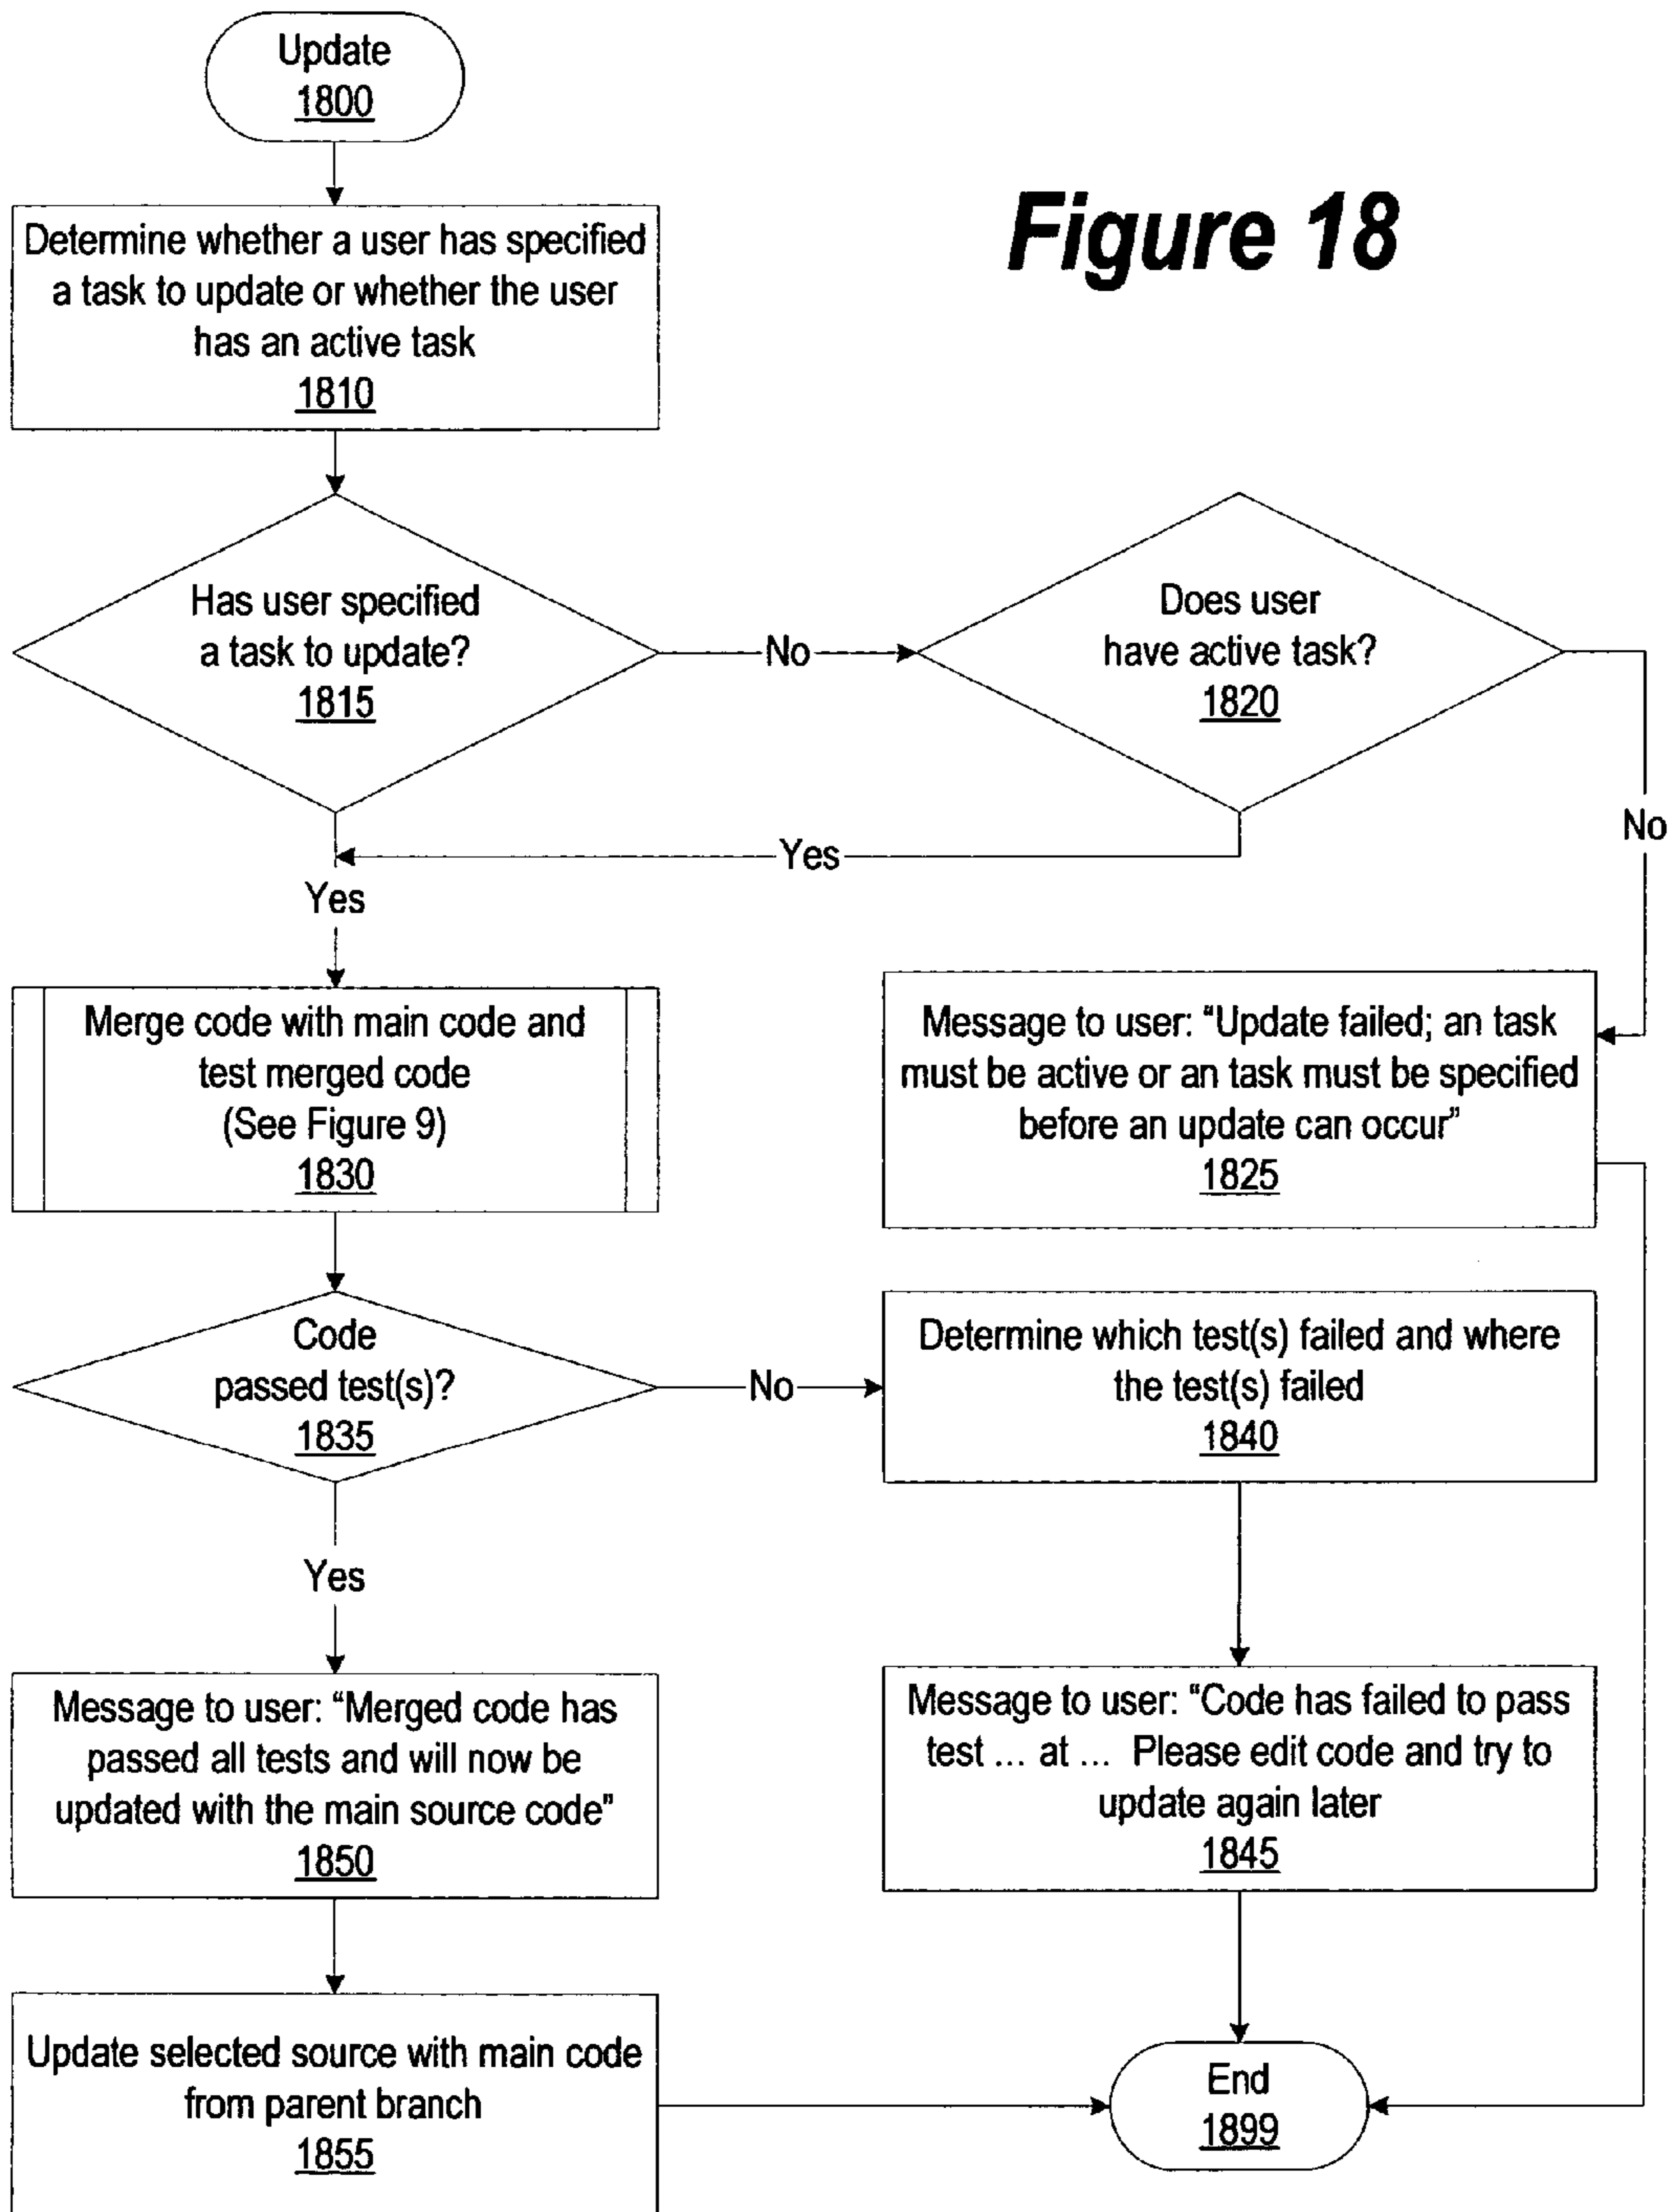 Update
1800
Figure 18
Determine whether a user has specified
a task to update or whether the user
has an active task
1810
Has user specified
a task to update?
1815
No
Does user
have active task?
1820
No
Yes
Yes
Merge code with main code and
test merged code
(See Figure 9)
1830
Message to user: “Update failed; an task
must be active or an task must be specified
before an update can occur”
1825
Code
passed test(s)?
1835
No
Determine which test(s) failed and where
the test(s) failed
1840
Yes
Message to user: “Merged code has
passed all tests and will now be
updated with the main source code”
1850
Message to user: “Code has failed to pass
test ... at ... Please edit code and try to
update again later
1845
Update selected source with main code
from parent branch
1855
End
1899